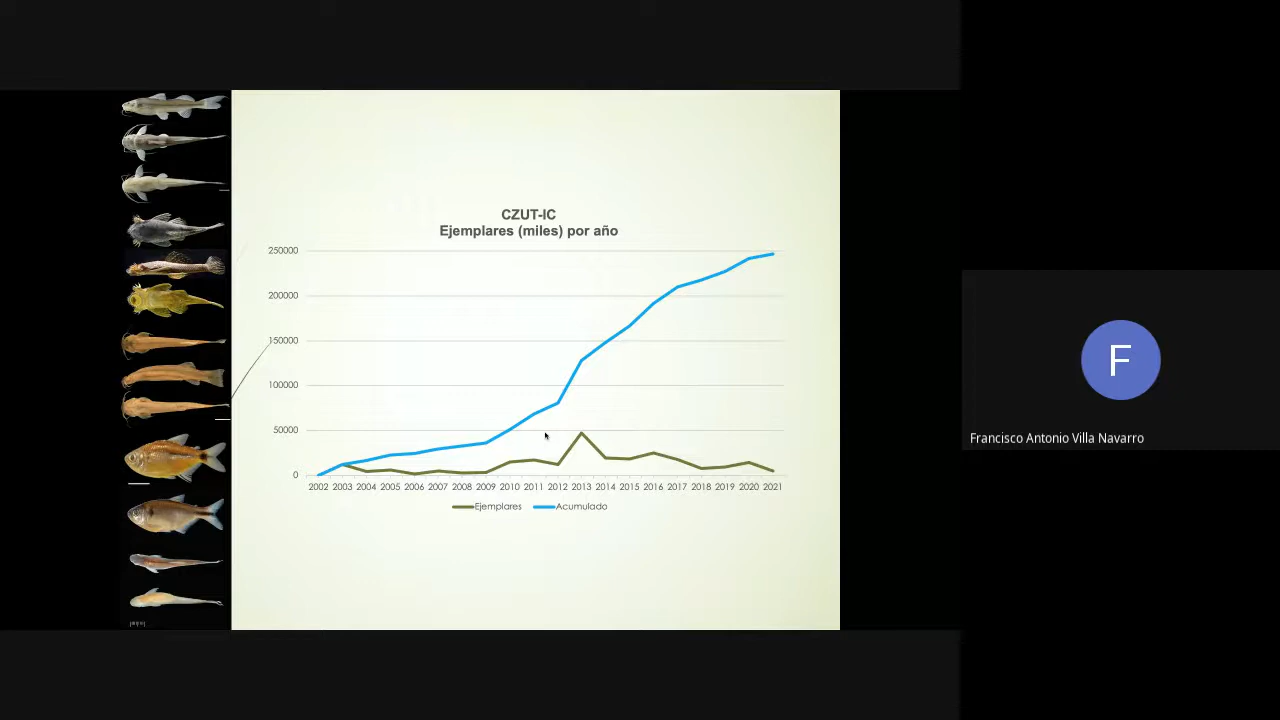 CZUT-IC
Ejemplares (miles) por año
250000
200000
150000
100000
50000
0
2002 2003 2004 2005 2006 2007 2008 2009 2010 2011 2012 2013 2014 2015 2016 2017 2018 2019 2020 2021
Ejemplares Acumulado
F
Francisco Antonio Villa Navarro